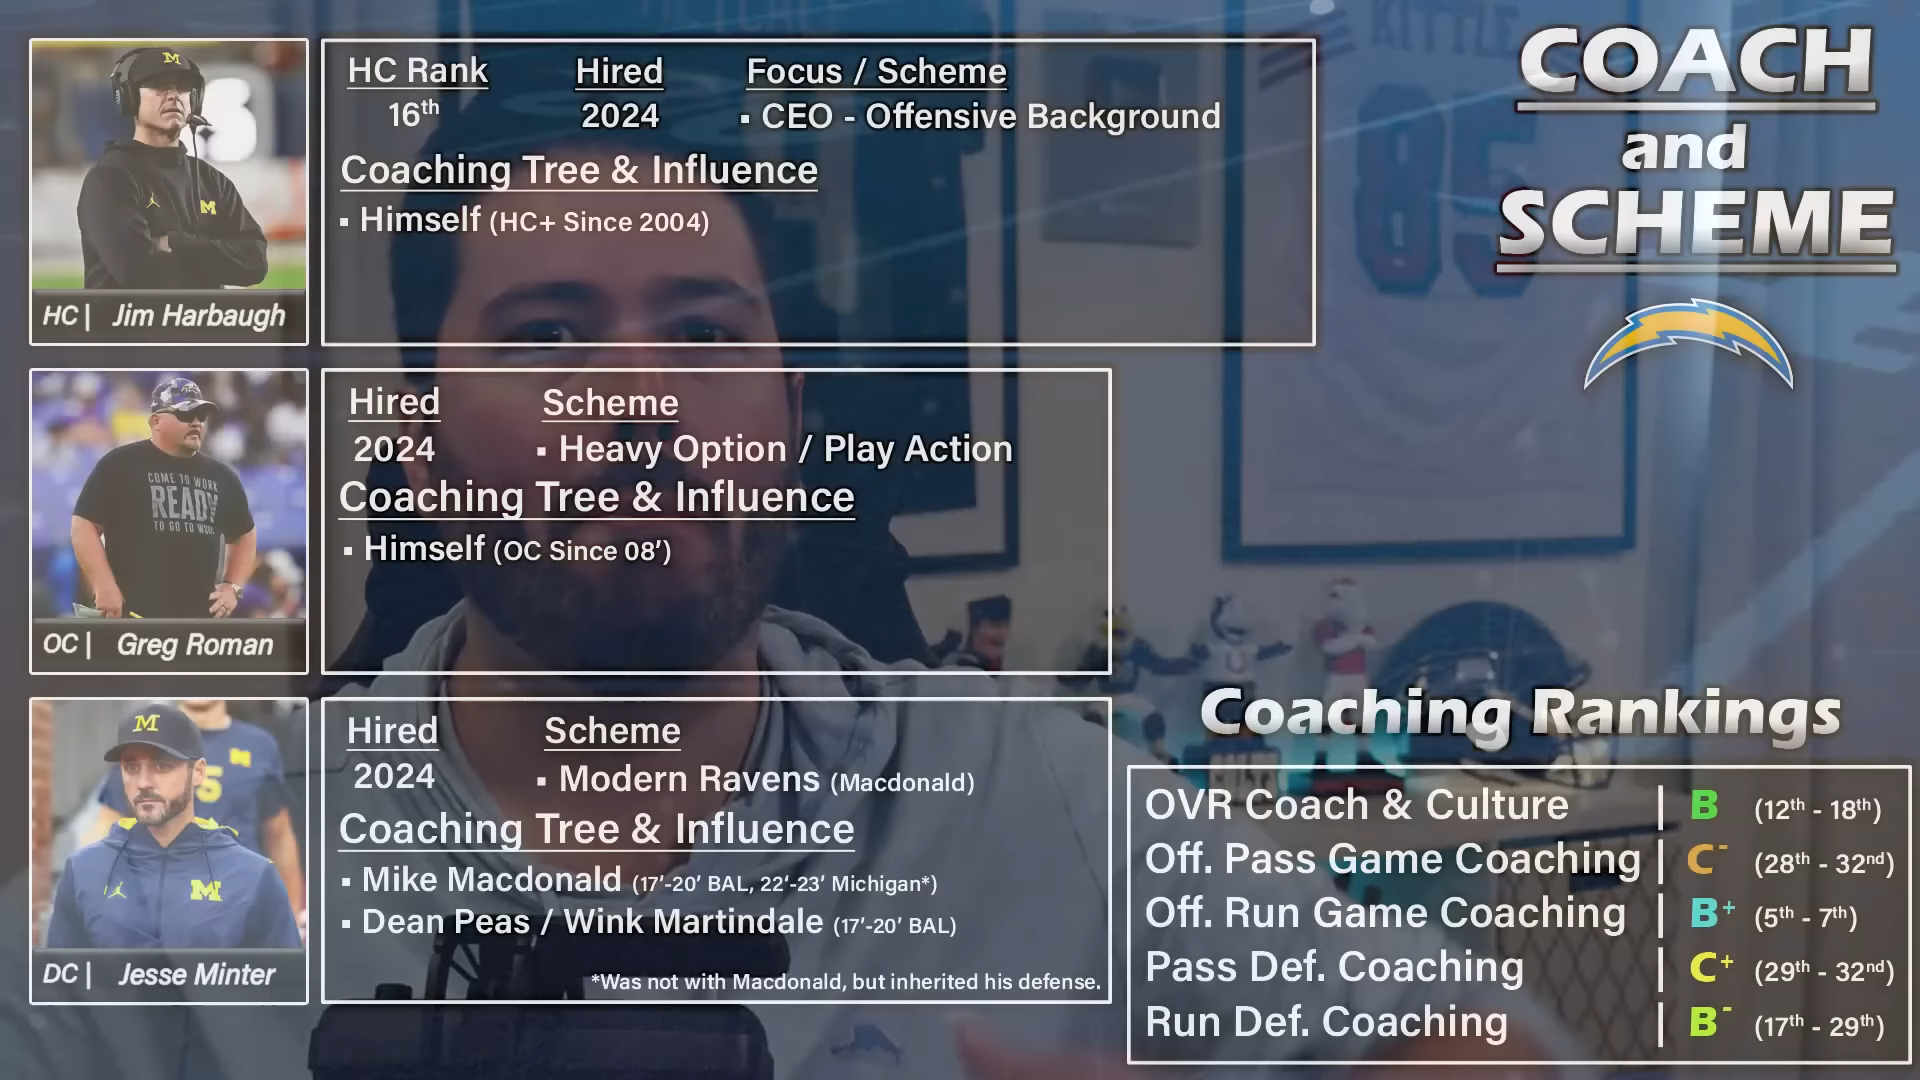 COACH
and
SCHEME
HC Rank
16th
Hired
2024
Focus / Scheme
▪ CEO - Offensive Background
Coaching Tree & Influence
▪ Himself (HC+ Since 2004)
HC | Jim Harbaugh
Hired
2024
Scheme
▪ Heavy Option / Play Action
Coaching Tree & Influence
▪ Himself (OC Since 08')
COME TO WORK
READY
TO GO TO WORK
OC | Greg Roman
Hired
2024
Scheme
▪ Modern Ravens (Macdonald)
Coaching Tree & Influence
▪ Mike Macdonald (17'-20' BAL, 22'-23' Michigan*)
▪ Dean Peas / Wink Martindale (17'-20' BAL)
*Was not with Macdonald, but inherited his defense.
M
DC | Jesse Minter
Coaching Rankings
OVR Coach & Culture | B (12th - 18th)
Off. Pass Game Coaching | C- (28th - 32nd)
Off. Run Game Coaching | B+ (5th - 7th)
Pass Def. Coaching | C+ (29th - 32nd)
Run Def. Coaching | B- (17th - 29th)
KITTLE
85